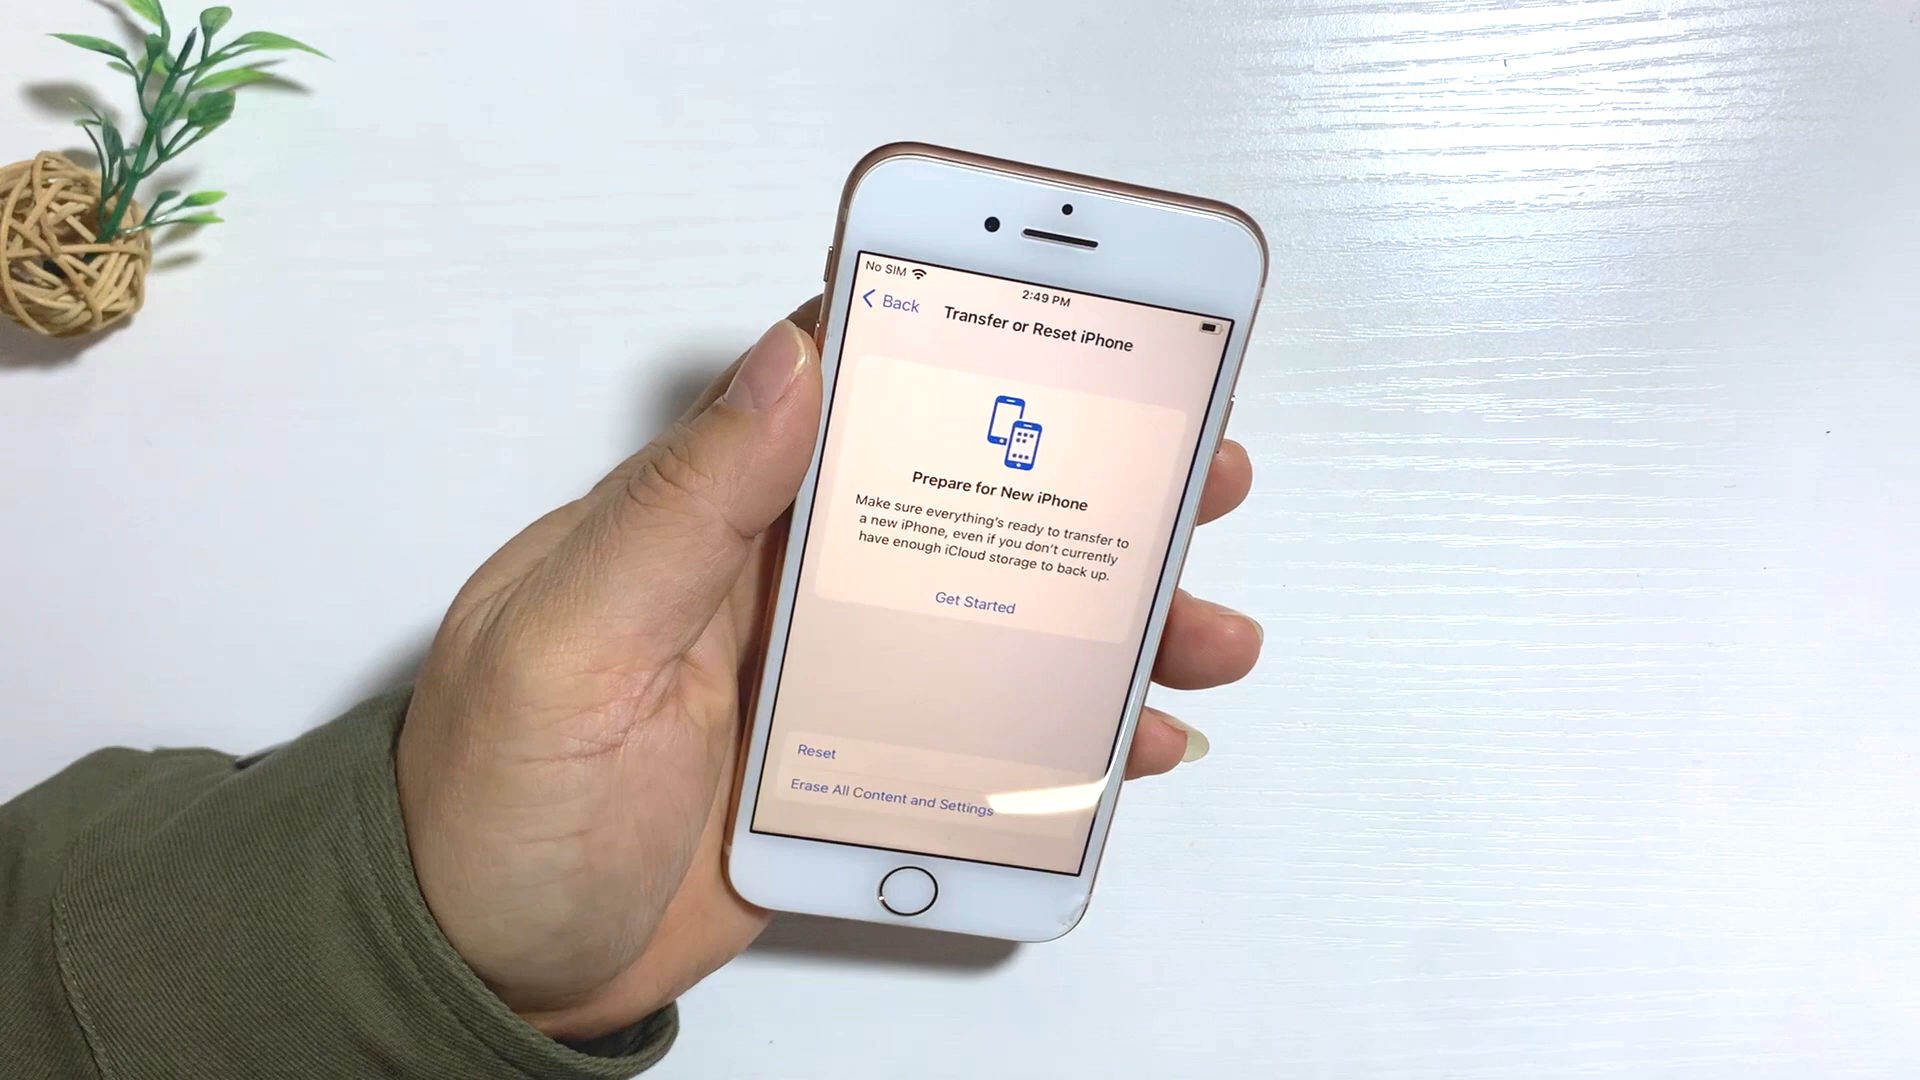 No SIM
2:49 PM
Back
Transfer or Reset iPhone
Prepare for New iPhone
Make sure everything's ready to transfer to
a new iPhone, even if you don't currently
have enough iCloud storage to back up.
Get Started
Reset
Erase All Content and Settings